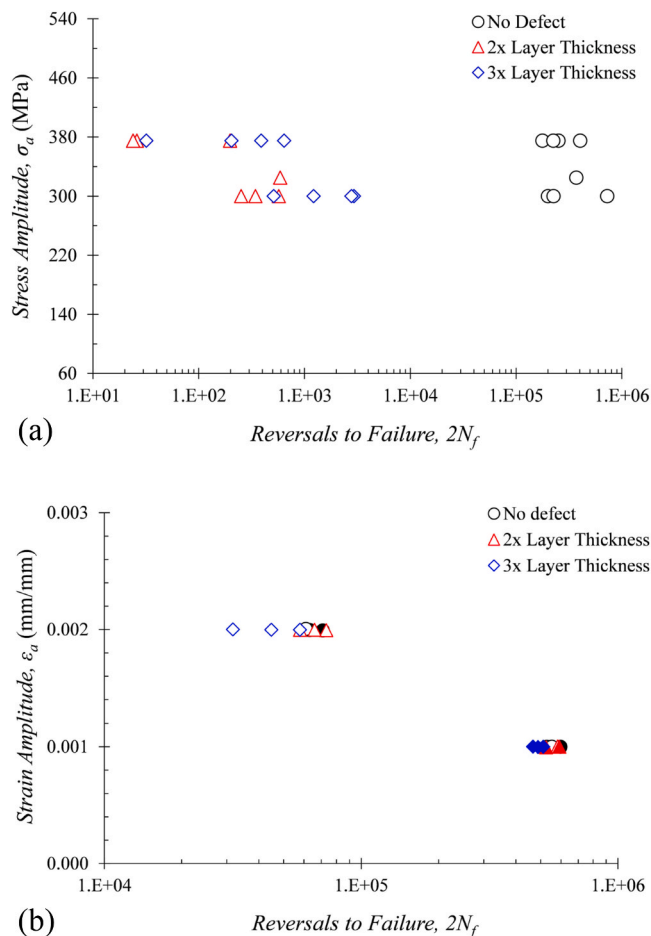 540
460
380
300
220
140
60
Stress Amplitude, σa (MPa)
No Defect
2x Layer Thickness
3x Layer Thickness
1.E+01 1.E+02 1.E+03 1.E+04 1.E+05 1.E+06
(a)
Reversals to Failure, 2Nf
0.003
0.002
0.001
0.000
Strain Amplitude, εa (mm/mm)
No defect
2x Layer Thickness
3x Layer Thickness
1.E+04 1.E+05 1.E+06
(b)
Reversals to Failure, 2Nf